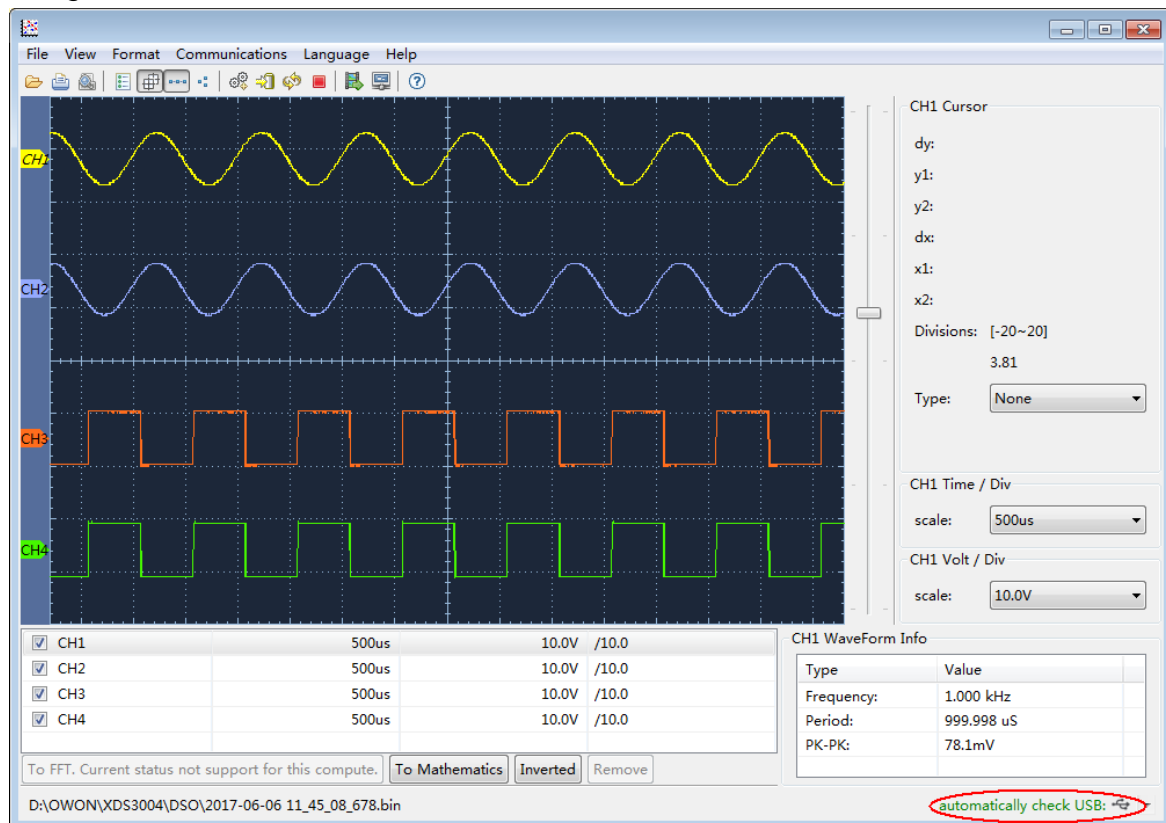 File View Format Communications Language Help
CH1 Cursor
dy:
y1:
CH1
y2:
dx:
x1:
CH2
x2:
Divisions: [-20~20]
3.81
Type: None
CH3
CH1 Time / Div
scale: 500us
CH4
CH1 Volt / Div
scale: 10.0V
CH1 500us 10.0V /10.0
CH2 500us 10.0V /10.0
CH3 500us 10.0V /10.0
CH4 500us 10.0V /10.0
CH1 WaveForm Info
Type Value
Frequency: 1.000 kHz
Period: 999.998 uS
PK-PK: 78.1mV
To FFT. Current status not support for this compute. To Mathematics Inverted Remove
D:\OWON\XDS3004\DSO\2017-06-06 11_45_08_678.bin automatically check USB: